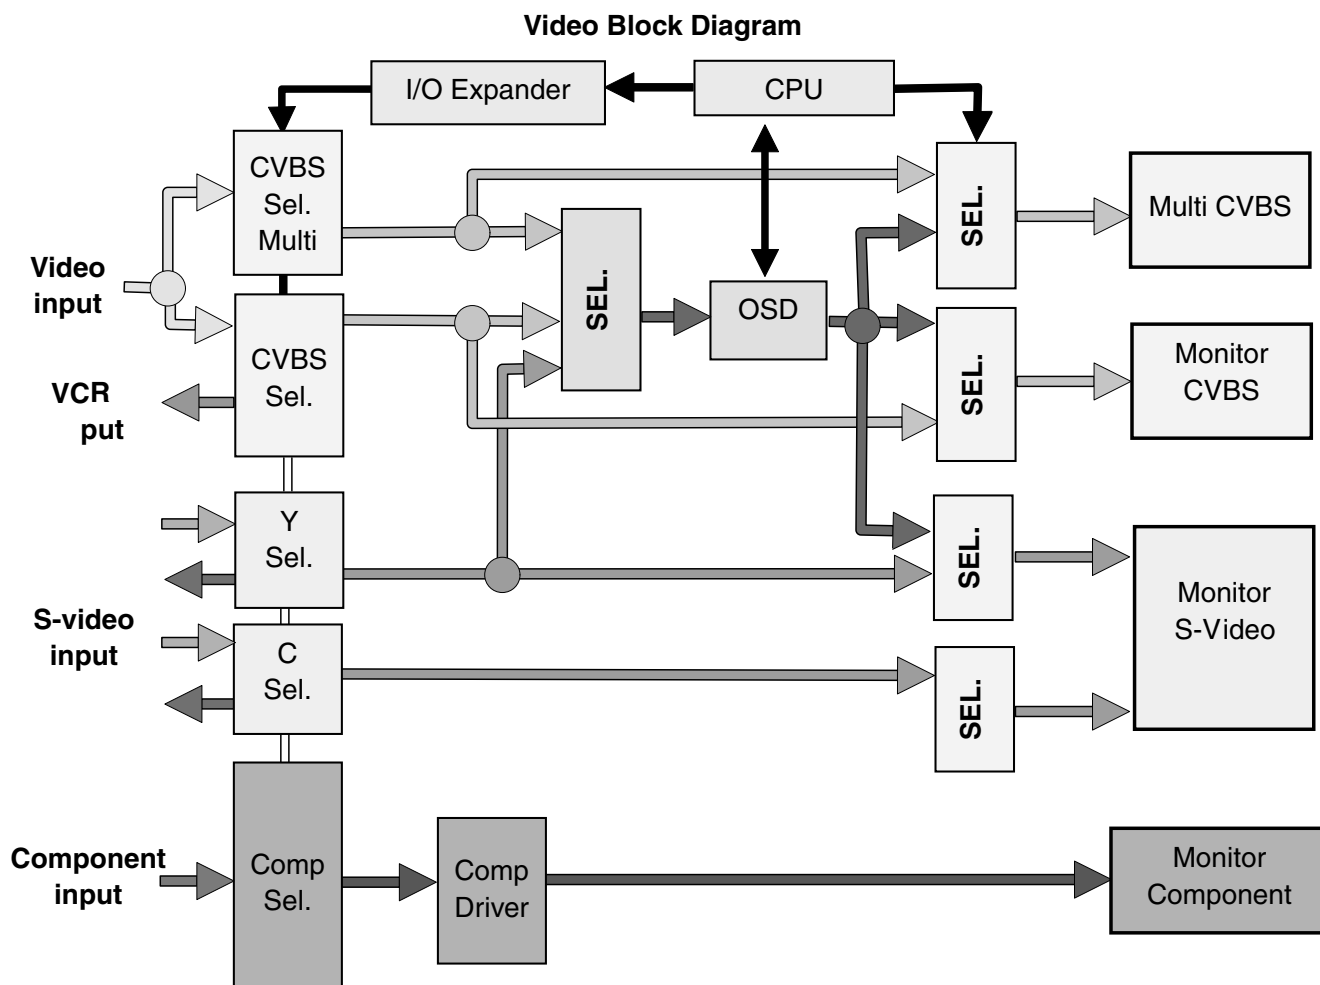 Video Block Diagram
I/O Expander
CPU
CVBS
Sel.
Multi
SEL.
Multi CVBS
Video
input
SEL.
OSD
CVBS
Sel.
SEL.
Monitor
CVBS
VCR
put
Y
Sel.
SEL.
Monitor
S-Video
S-video
input
C
Sel.
SEL.
Component
input
Comp
Sel.
Comp
Driver
Monitor
Component